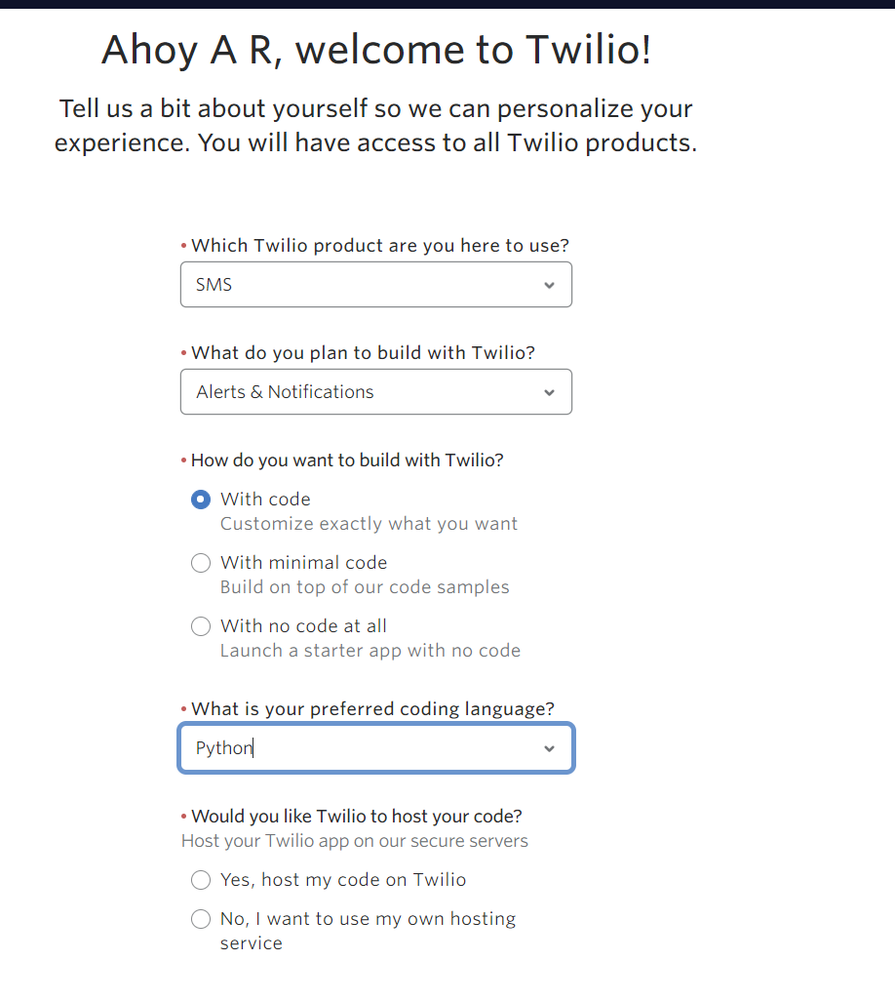 Ahoy A R, welcome to Twilio!
Tell us a bit about yourself so we can personalize your
experience. You will have access to all Twilio products.
• Which Twilio product are you here to use?
SMS
• What do you plan to build with Twilio?
Alerts & Notifications
• How do you want to build with Twilio?
With code
Customize exactly what you want
With minimal code
Build on top of our code samples
With no code at all
Launch a starter app with no code
• What is your preferred coding language?
Python
• Would you like Twilio to host your code?
Host your Twilio app on our secure servers
Yes, host my code on Twilio
No, I want to use my own hosting
service